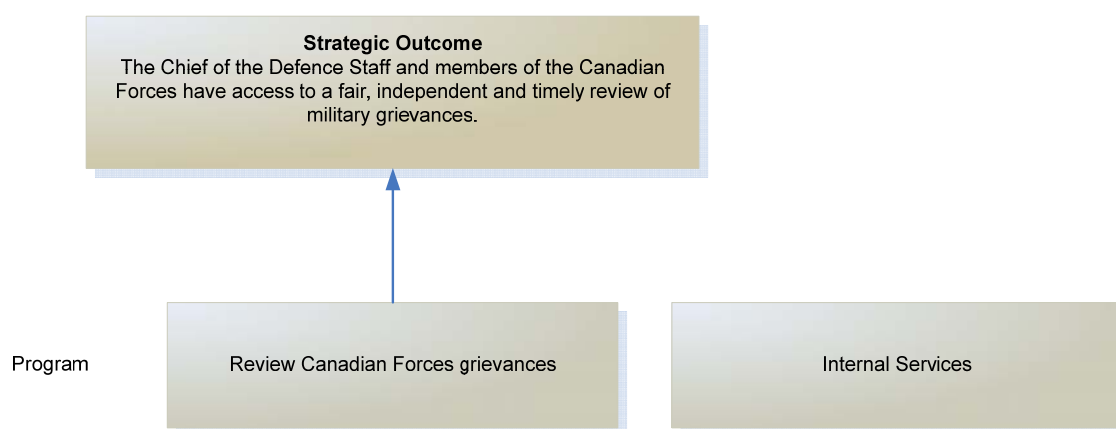 Strategic Outcome
The Chief of the Defence Staff and members of the Canadian
Forces have access to a fair, independent and timely review of
military grievances.
Program
Review Canadian Forces grievances
Internal Services